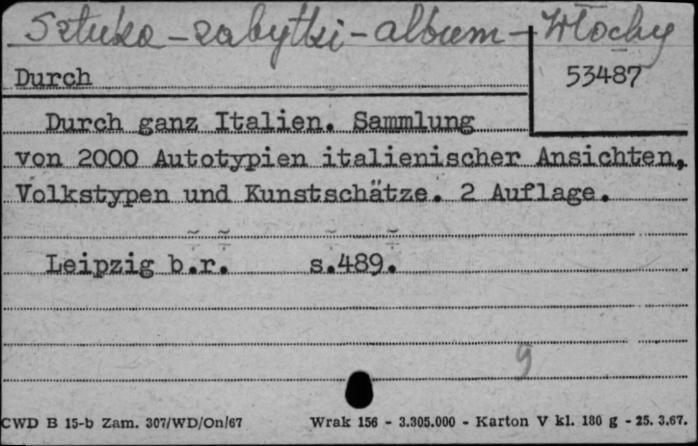 Sztuka - zabytki - album - Włochy
Durch
53487
Durch ganz Italien. Sammlung
von 2000 Autotypien italienischer Ansichten,
Volkstypen und Kunstschätze. 2 Auflage.
Leipzig b.r. s.489.
g
CWD B 15-b Zam. 307/WD/On/67 Wrak 156 - 3.305.000 - Karton V kl. 180 g - 25. 3.67.